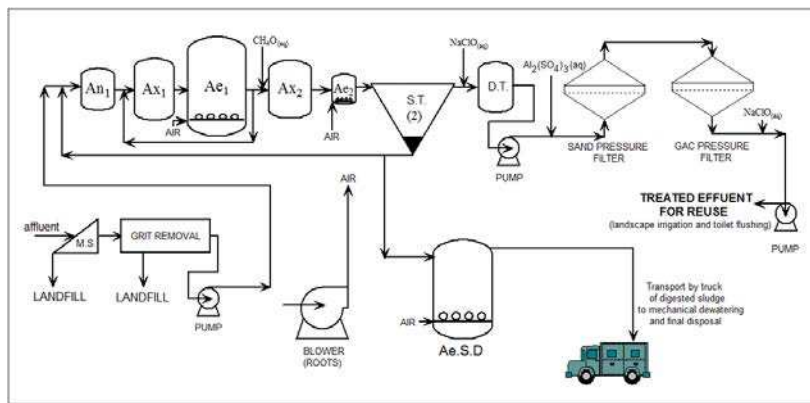 CH₄O(aq)
NaClO(aq)
Al₂(SO₄)₃(aq)
An₁
Ax₁
Ae₁
Ax₂
Ae₂
S.T.
(2)
D.T.
NaClO(aq)
AIR
AIR
PUMP
SAND PRESSURE
FILTER
GAC PRESSURE
FILTER
AIR
TREATED EFFUENT
FOR REUSE
(landscape irrigation and toilet flushing)
PUMP
affluent
M.S
GRIT REMOVAL
LANDFILL
LANDFILL
PUMP
BLOWER
(ROOTS)
AIR
Ae.S.D
Transport by truck
of digested sludge
to mechanical dewatering
and final disposal